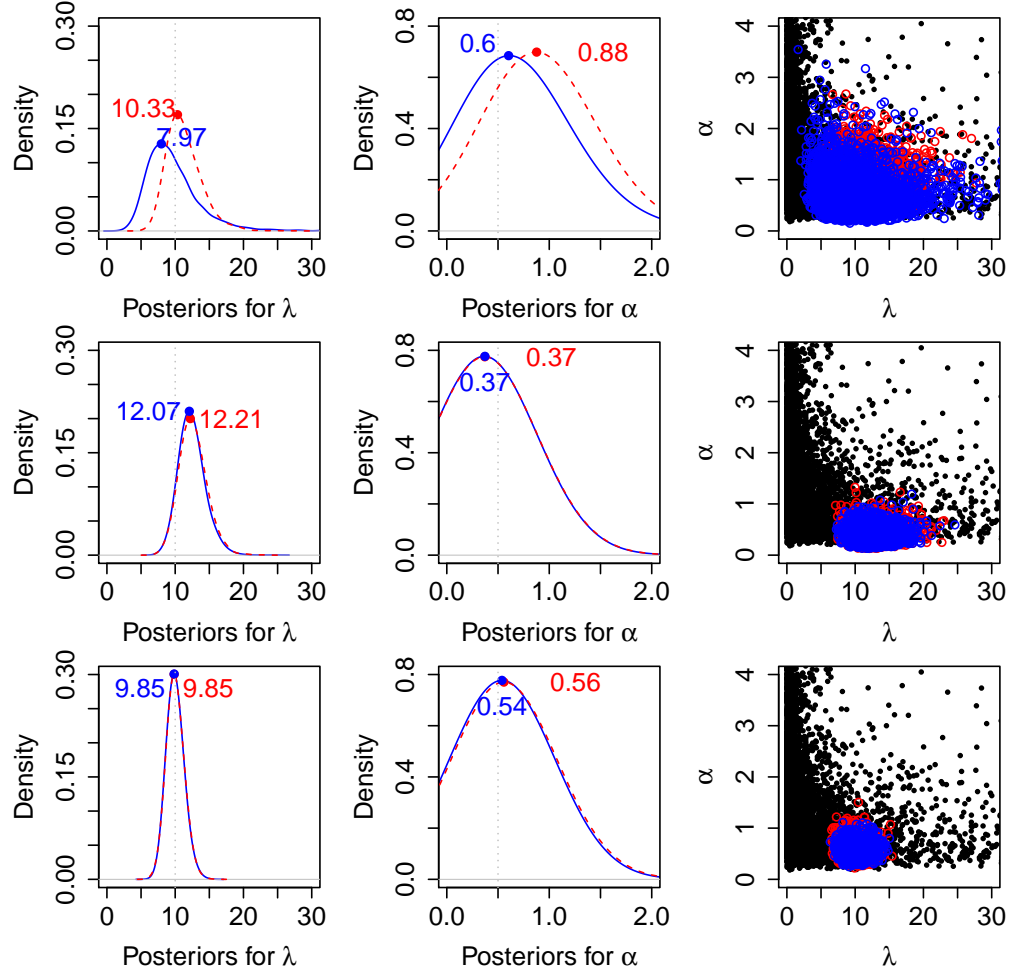 Density
0.00 0.15 0.30
10.33
7.97
0 10 20 30
Posteriors for λ
Density
0.0 0.4 0.8
0.6
0.88
0.0 1.0 2.0
Posteriors for α
α
0 1 2 3 4
0 10 20 30
λ
Density
0.00 0.15 0.30
12.07
12.21
0 10 20 30
Posteriors for λ
Density
0.0 0.4 0.8
0.37
0.37
0.0 1.0 2.0
Posteriors for α
α
0 1 2 3 4
0 10 20 30
λ
Density
0.00 0.15 0.30
9.85
9.85
0 10 20 30
Posteriors for λ
Density
0.0 0.4 0.8
0.56
0.54
0.0 1.0 2.0
Posteriors for α
α
0 1 2 3 4
0 10 20 30
λ